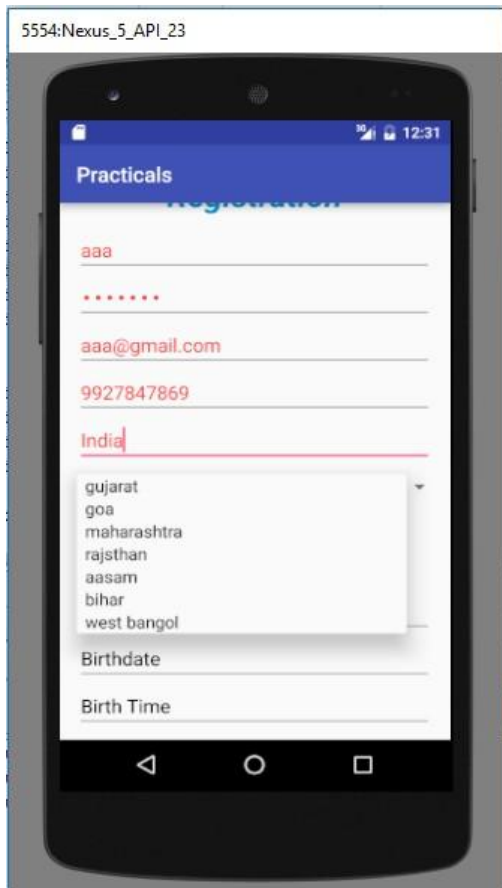 5554:Nexus_5_API_23
12:31
Practicals
Registration
aaa
•••••••
aaa@gmail.com
9927847869
India
gujarat
goa
maharashtra
rajsthan
aasam
bihar
west bangol
Birthdate
Birth Time